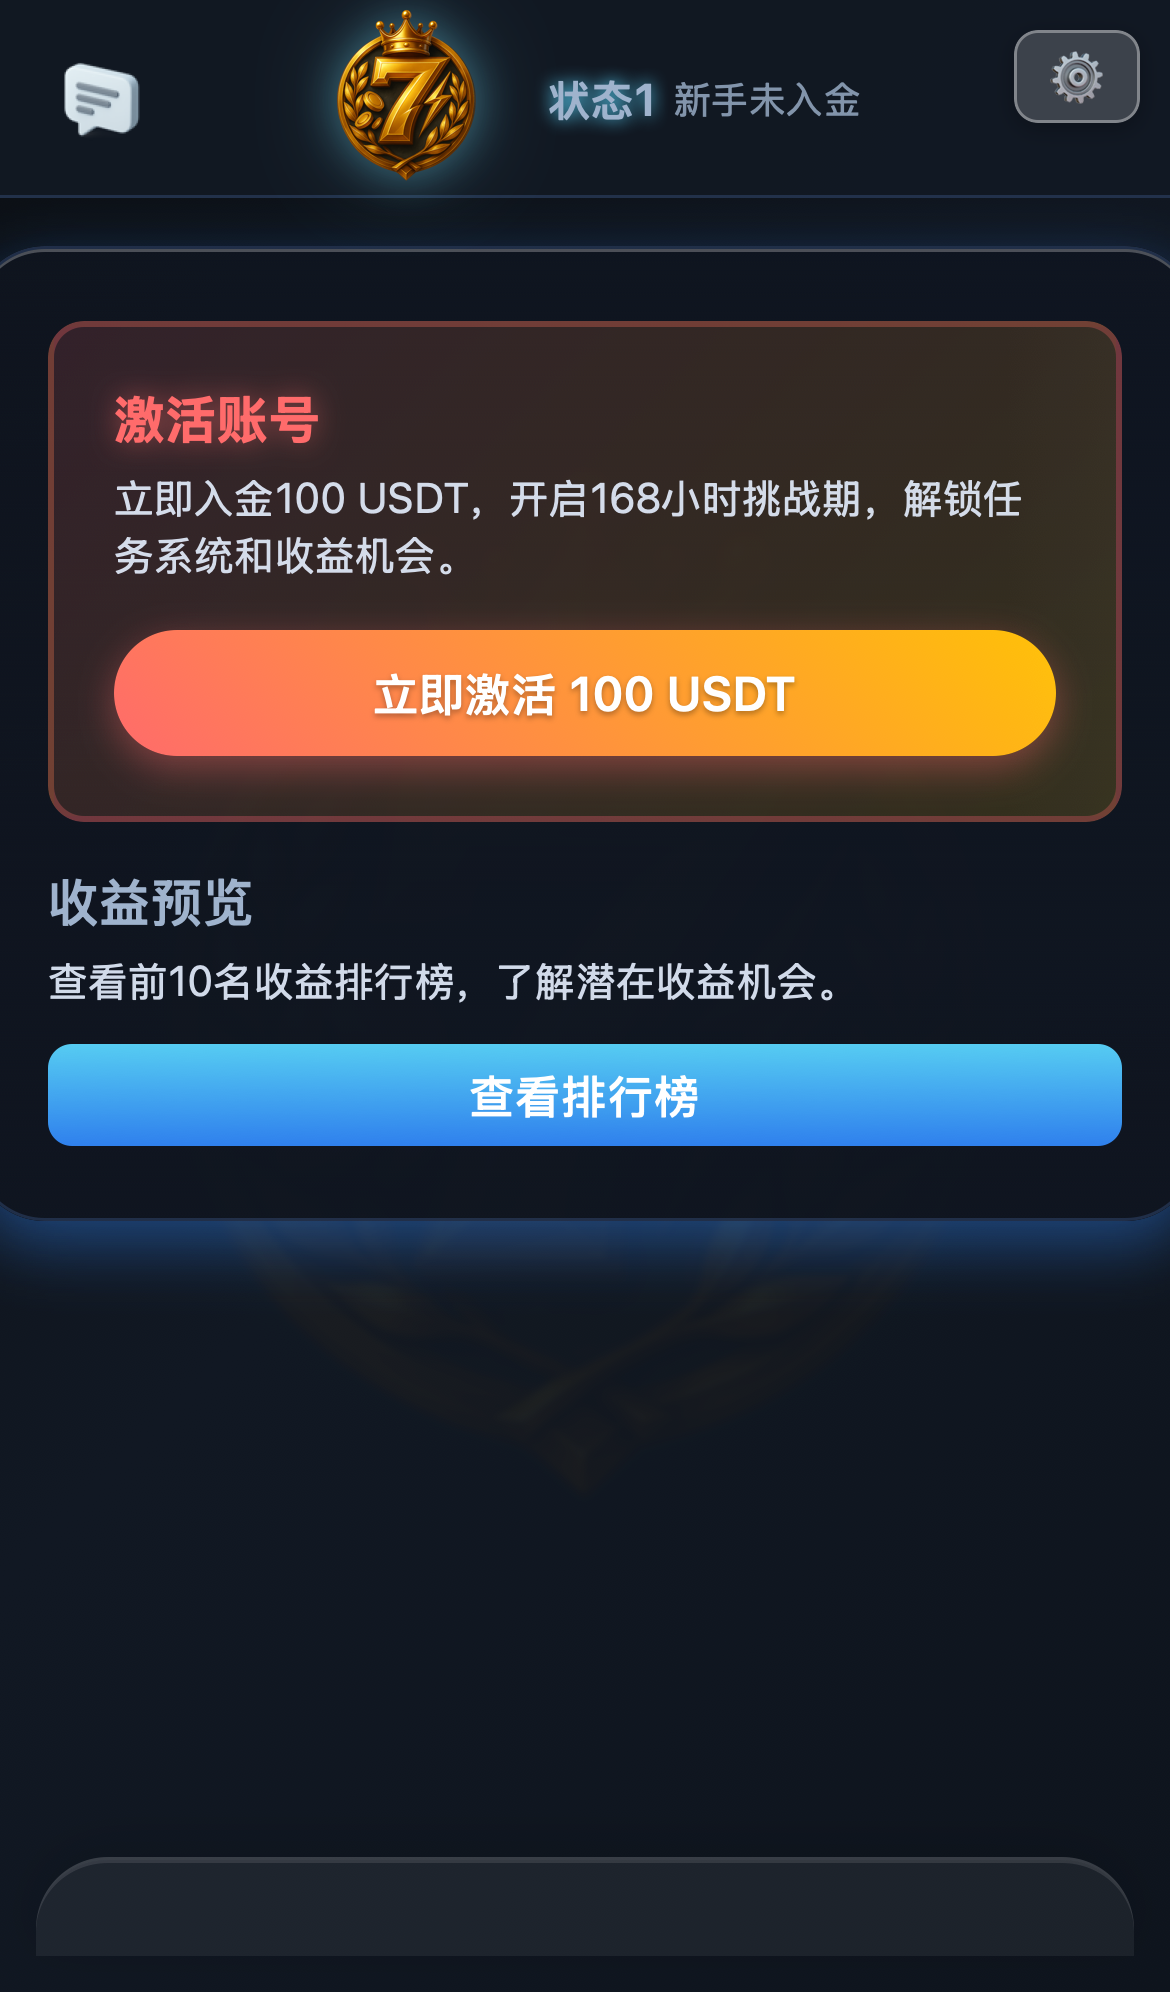 7
状态1 新手未入金
激活账号
立即入金100 USDT，开启168小时挑战期，解锁任
务系统和收益机会。
立即激活 100 USDT
收益预览
查看前10名收益排行榜，了解潜在收益机会。
查看排行榜